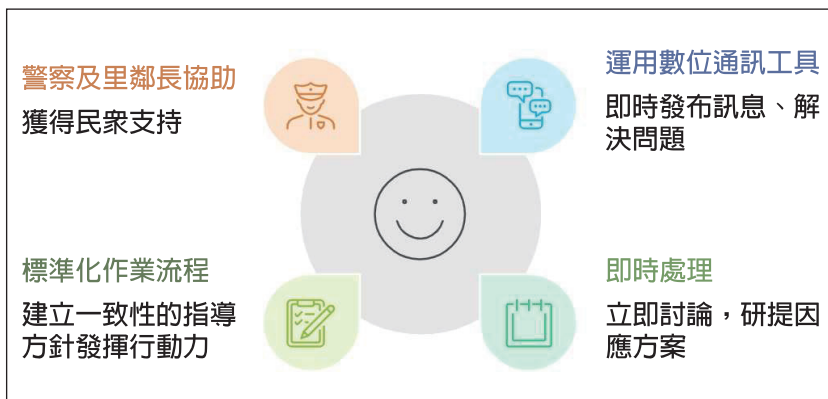 警察及里鄰長協助
獲得民眾支持
運用數位通訊工具
即時發布訊息、解
決問題
標準化作業流程
建立一致性的指導
方針發揮行動力
即時處理
立即討論，研提因
應方案